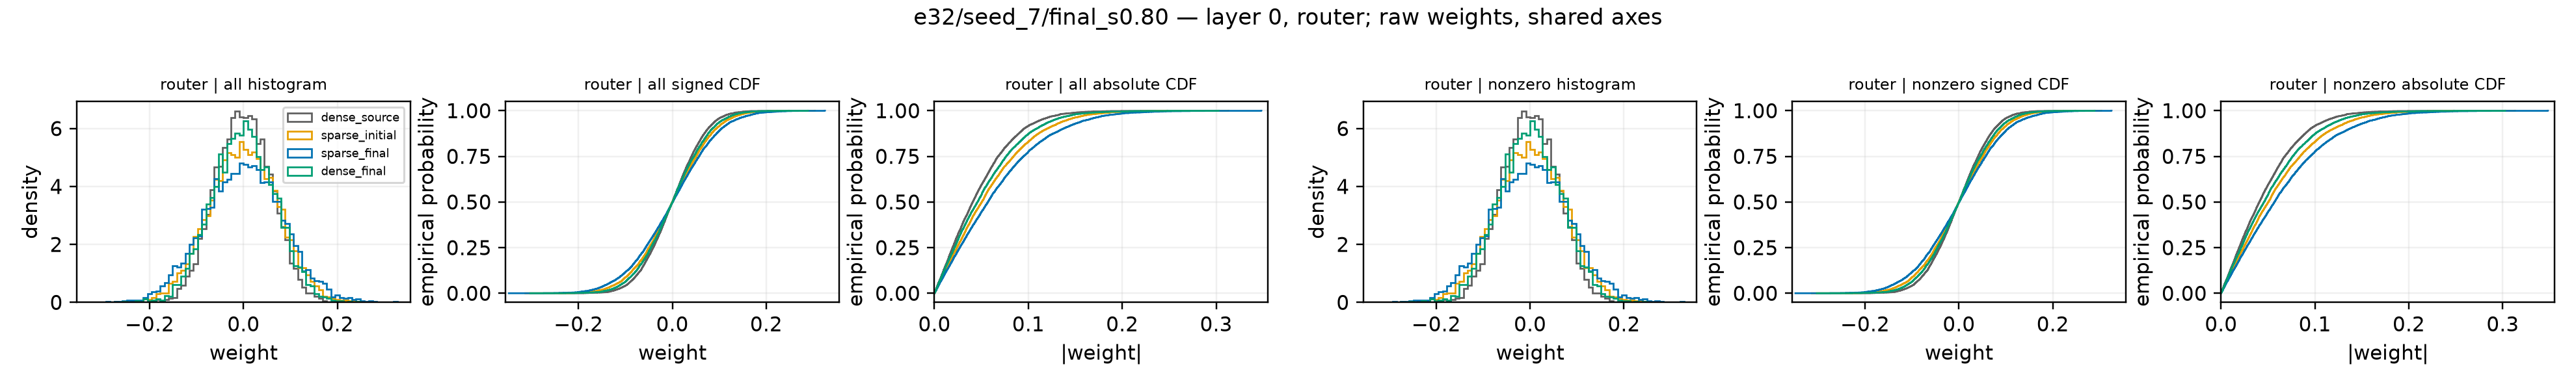 e32/seed_7/final_s0.80 — layer 0, router; raw weights, shared axes
router | all histogram
density
0
2
4
6
−0.2
0.0
0.2
weight
dense_source
sparse_initial
sparse_final
dense_final
router | all signed CDF
empirical probability
1.00
0.75
0.50
0.25
0.00
−0.2
0.0
0.2
weight
router | all absolute CDF
empirical probability
1.00
0.75
0.50
0.25
0.00
0.0
0.1
0.2
0.3
|weight|
router | nonzero histogram
density
6
4
2
0
−0.2
0.0
0.2
weight
router | nonzero signed CDF
empirical probability
1.00
0.75
0.50
0.25
0.00
−0.2
0.0
0.2
weight
router | nonzero absolute CDF
empirical probability
1.00
0.75
0.50
0.25
0.00
0.0
0.1
0.2
0.3
|weight|